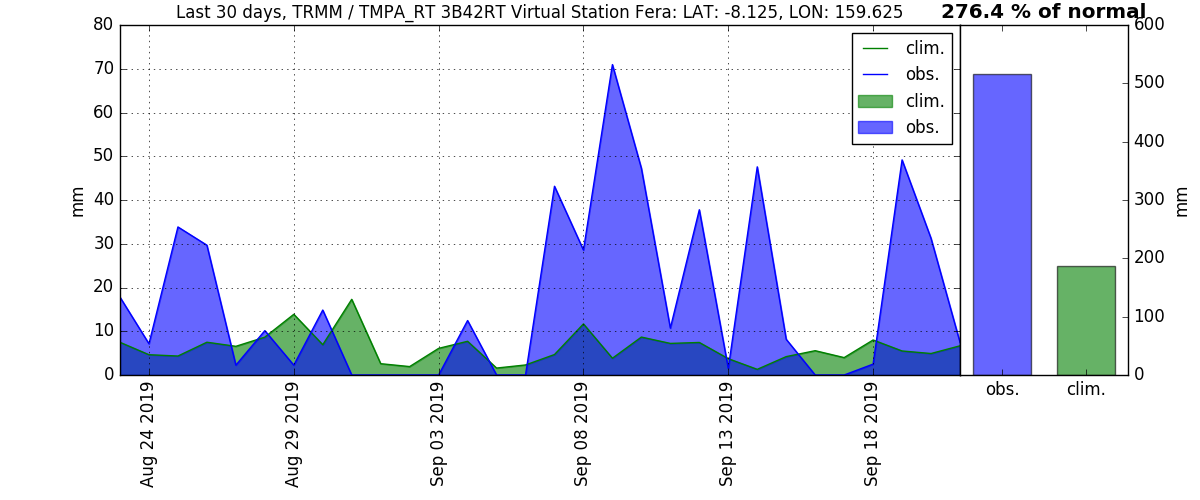 Last 30 days, TRMM / TMPA_RT 3B42RT Virtual Station Fera: LAT: -8.125, LON: 159.625
276.4 % of normal
80
70
60
50
40
30
20
10
0
mm
clim.
obs.
clim.
obs.
Aug 24 2019
Aug 29 2019
Sep 03 2019
Sep 08 2019
Sep 13 2019
Sep 18 2019
600
500
400
300
200
100
0
mm
obs.
clim.